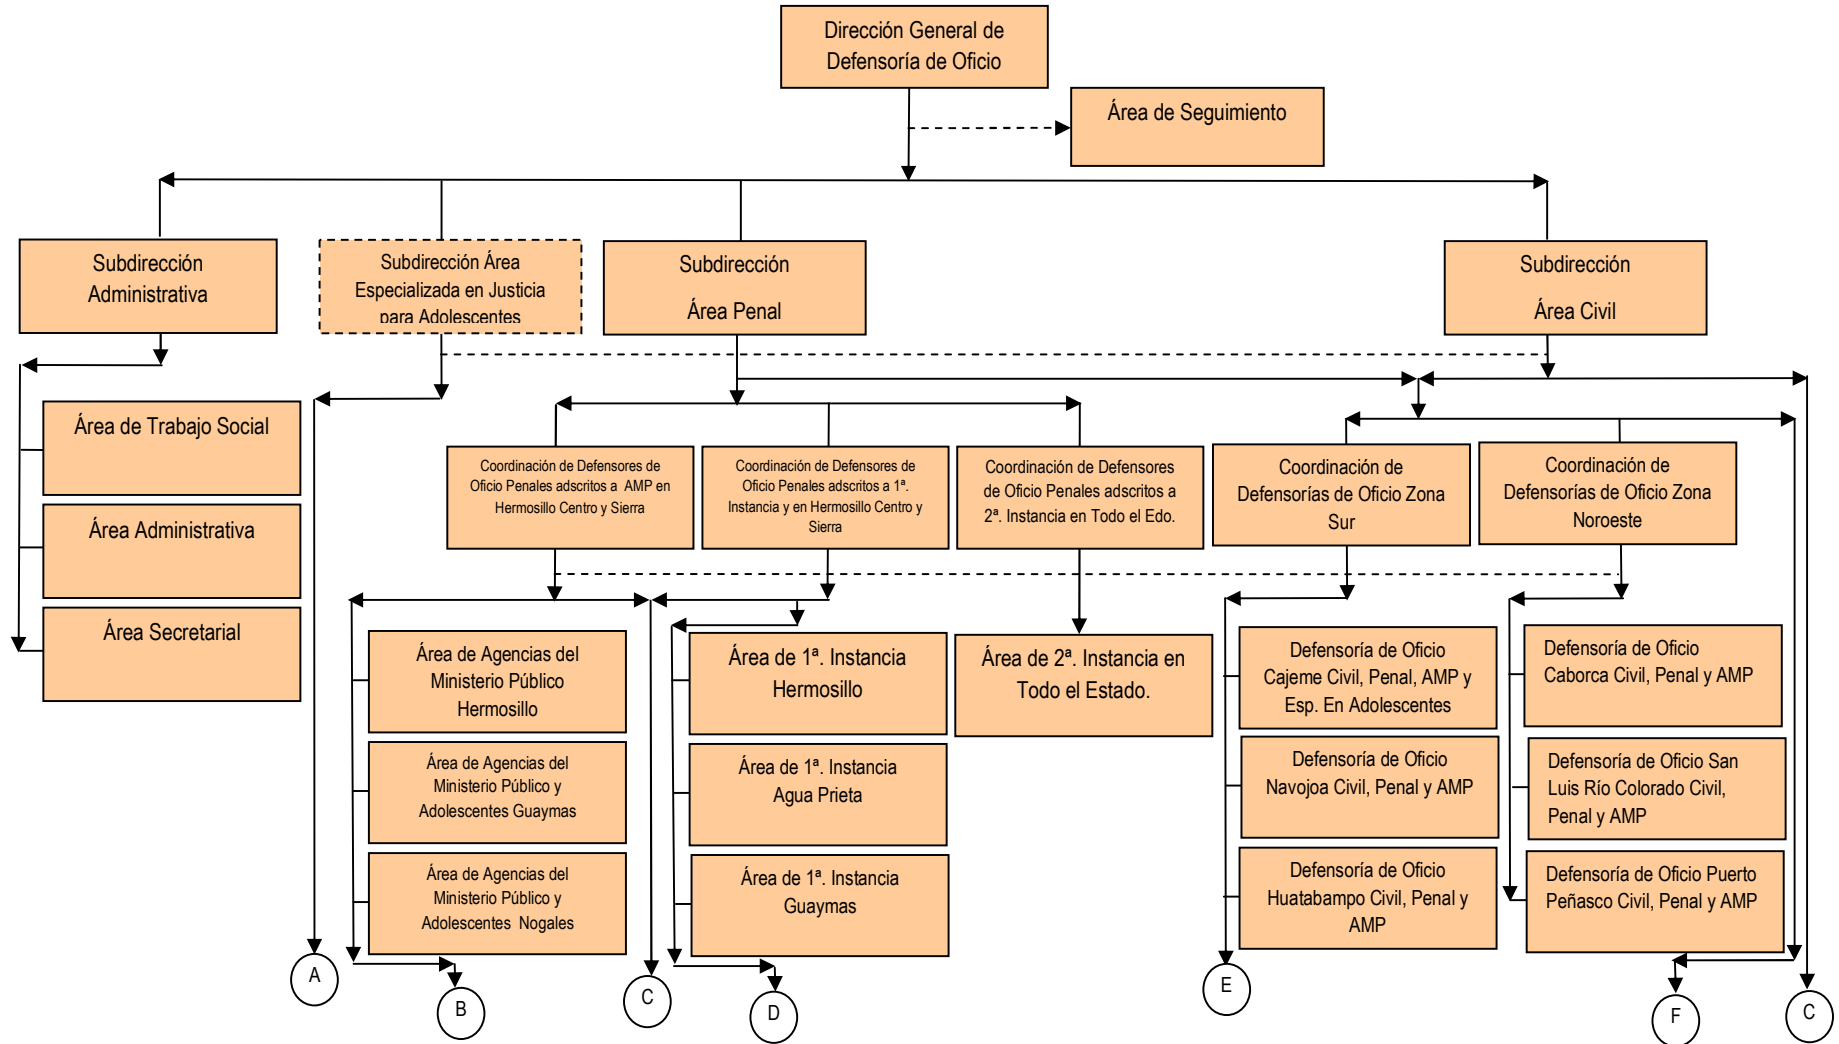 Dirección General de
Defensoría de Oficio
Área de Seguimiento
Subdirección
Administrativa
Subdirección Área
Especializada en Justicia
para Adolescentes
Subdirección
Área Penal
Subdirección
Área Civil
Área de Trabajo Social
Área Administrativa
Área Secretarial
Coordinación de Defensores de
Oficio Penales adscritos a AMP en
Hermosillo Centro y Sierra
Coordinación de Defensores de
Oficio Penales adscritos a 1ª.
Instancia y en Hermosillo Centro y
Sierra
Coordinación de Defensores
de Oficio Penales adscritos a
2ª. Instancia en Todo el Edo.
Coordinación de
Defensorías de Oficio Zona
Sur
Coordinación de
Defensorías de Oficio Zona
Noroeste
Área de Agencias del
Ministerio Público
Hermosillo
Área de Agencias del
Ministerio Público y
Adolescentes Guaymas
Área de Agencias del
Ministerio Público y
Adolescentes Nogales
Área de 1ª. Instancia
Hermosillo
Área de 1ª. Instancia
Agua Prieta
Área de 1ª. Instancia
Guaymas
Área de 2ª. Instancia en
Todo el Estado.
Defensoría de Oficio
Cajeme Civil, Penal, AMP y
Esp. En Adolescentes
Defensoría de Oficio
Navojoa Civil, Penal y AMP
Defensoría de Oficio
Huatabampo Civil, Penal y
AMP
Defensoría de Oficio
Caborca Civil, Penal y AMP
Defensoría de Oficio San
Luis Río Colorado Civil,
Penal y AMP
Defensoría de Oficio Puerto
Peñasco Civil, Penal y AMP
A
B
C
D
E
F
C